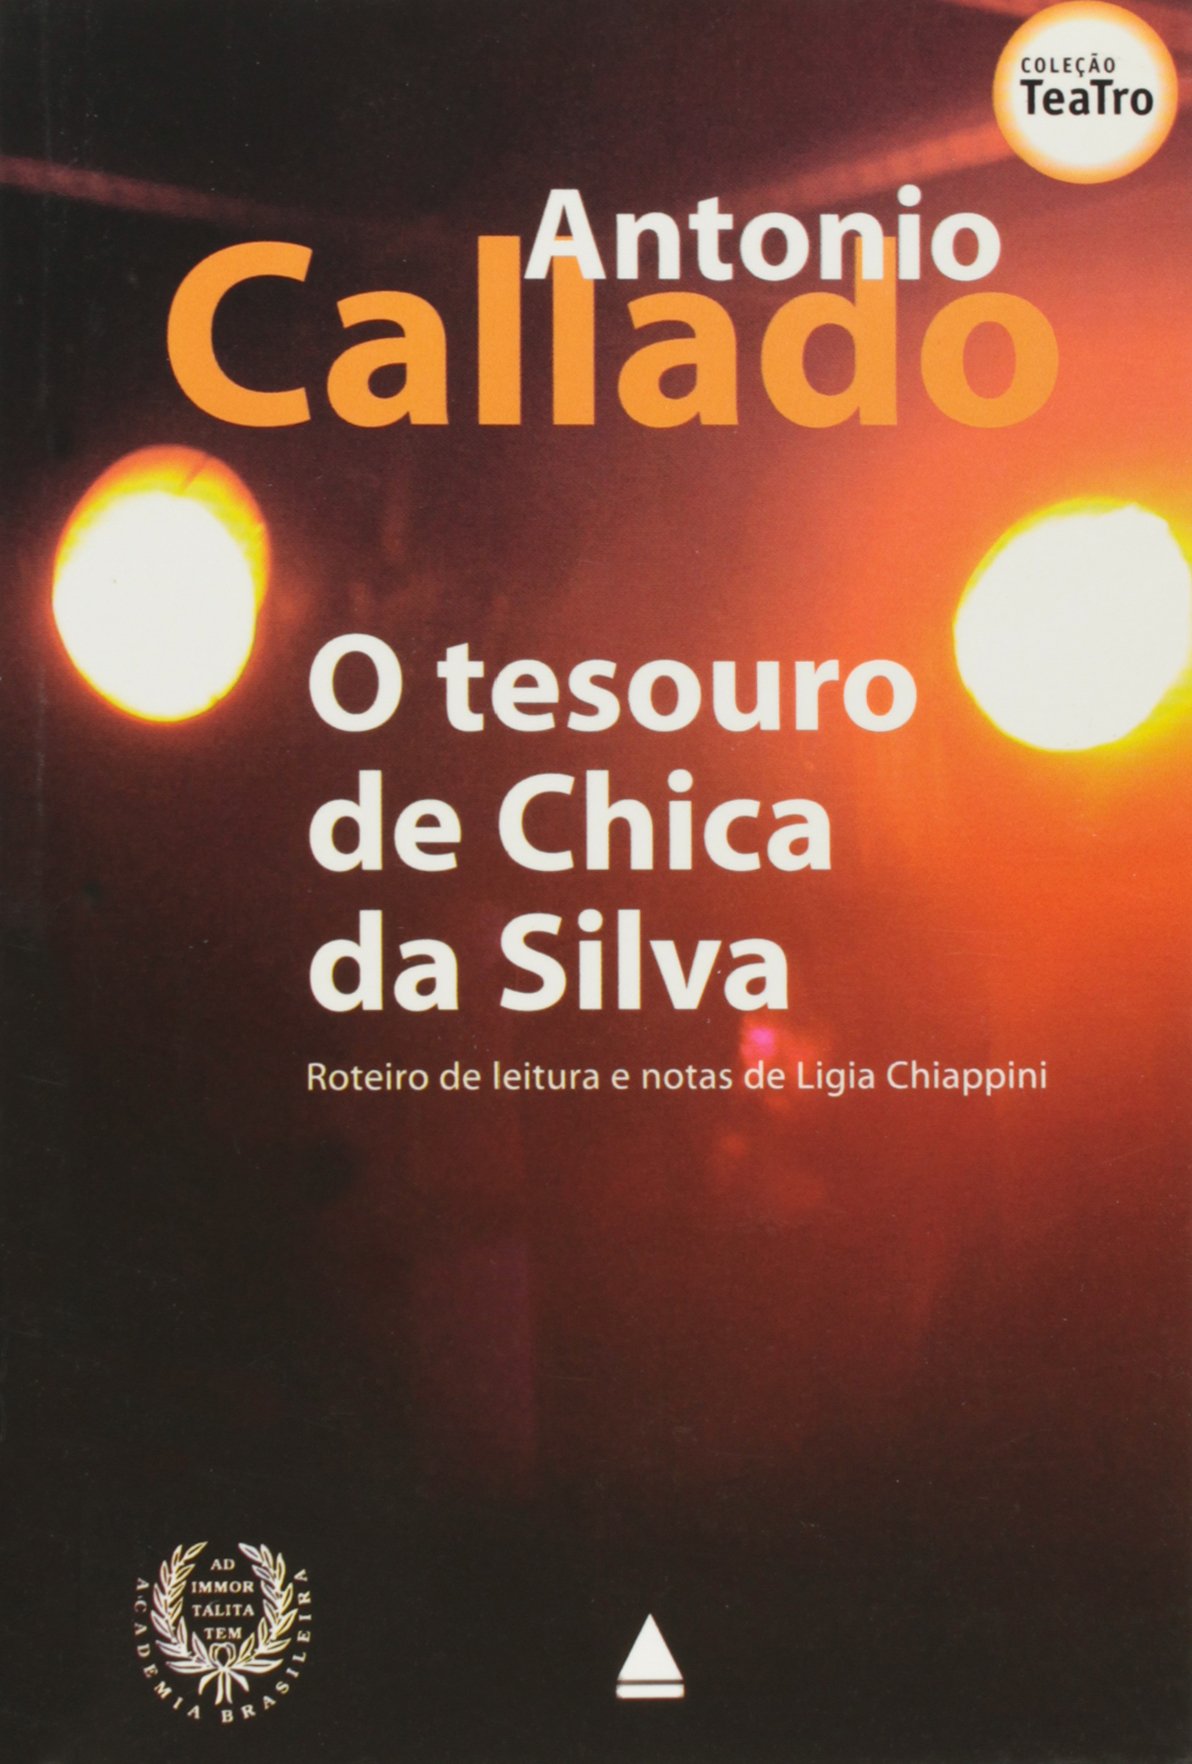 COLEÇÃO
TeaTro
Antonio
Callado
O tesouro
de Chica
da Silva
Roteiro de leitura e notas de Ligia Chiappini
AD
IMMOR
TALITA
TEM
ACADEMIA BRASILEIRA